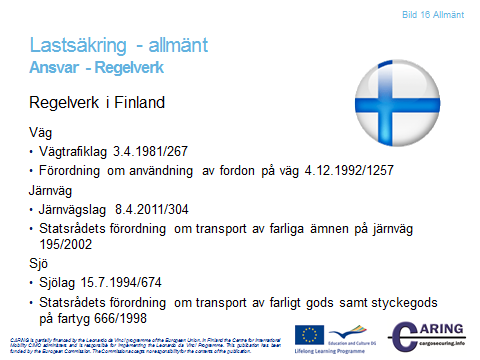 Bild 16 Allmänt
Lastsäkring - allmänt
Ansvar - Regelverk
Regelverk i Finland
Väg
• Vägtrafiklag 3.4.1981/267
• Förordning om användning av fordon på väg 4.12.1992/1257
Järnväg
• Järnvägslag 8.4.2011/304
• Statsrådets förordning om transport av farliga ämnen på järnväg
195/2002
Sjö
• Sjölag 15.7.1994/674
• Statsrådets förordning om transport av farligt gods samt styckegods
på fartyg 666/1998
CARING is partially financed by the Leonardo da Vinci programme of the European Union. In Finland the Centre for International
Mobility CIMO administers and is responsible for implementing the Leonardo da Vinci Programme. This publication has been
funded by the European Commission. The Commission accepts no responsibility for the contents of the publication.
Education and Culture DG
Lifelong Learning Programme
CARING
cargosecuring.info